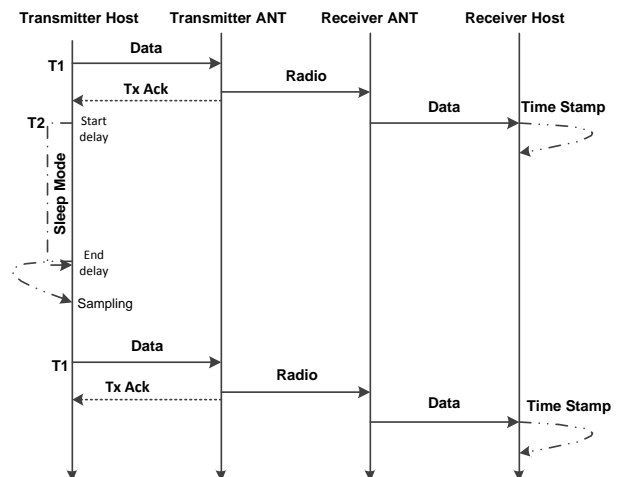 Transmitter Host Transmitter ANT Receiver ANT Receiver Host
Data
T1
Radio
Tx Ack
Data Time Stamp
T2 Start
delay
Sleep Mode
End
delay
Sampling
Data
T1
Radio
Tx Ack
Data Time Stamp